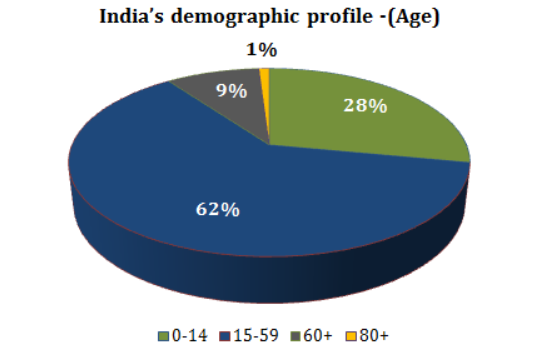 India's demographic profile -(Age)
1%
9%
28%
62%
0-14 15-59 60+ 80+